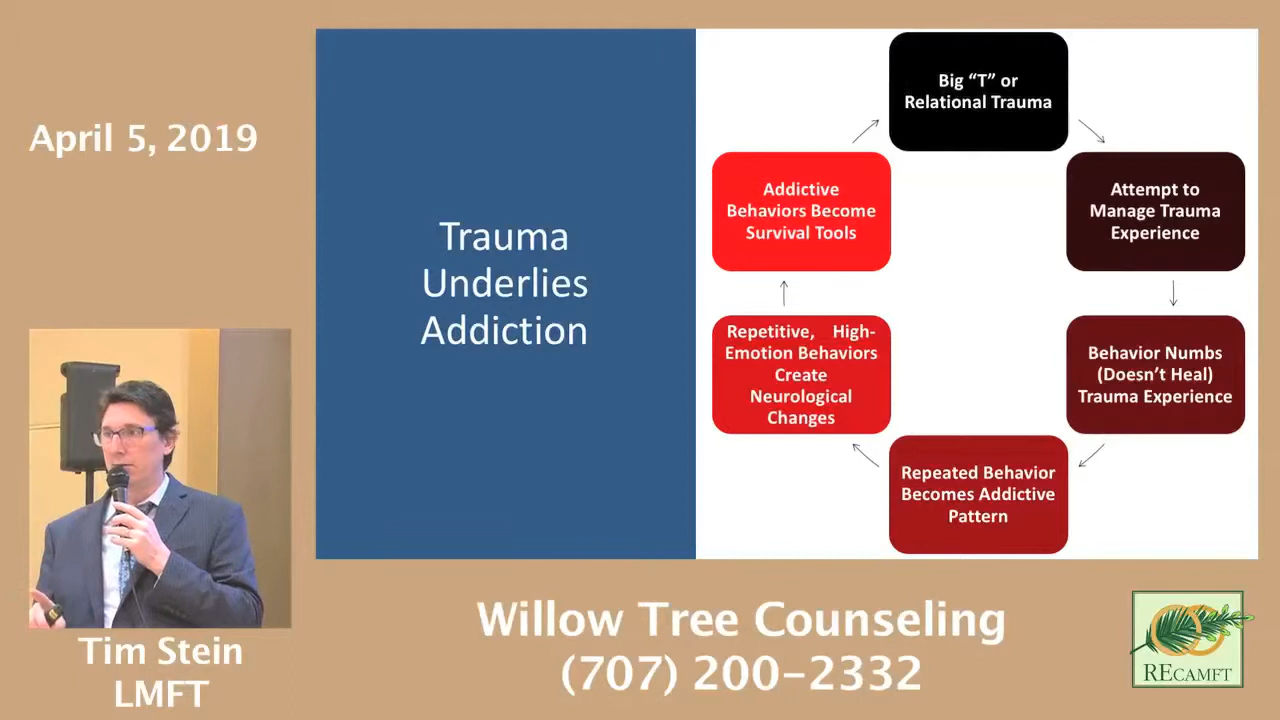 April 5, 2019
Trauma
Underlies
Addiction
Big “T” or
Relational Trauma
Attempt to
Manage Trauma
Experience
Behavior Numbs
(Doesn’t Heal)
Trauma Experience
Repeated Behavior
Becomes Addictive
Pattern
Repetitive, High-
Emotion Behaviors
Create
Neurological
Changes
Addictive
Behaviors Become
Survival Tools
Tim Stein
LMFT
Willow Tree Counseling
(707) 200-2332
RECAMFT